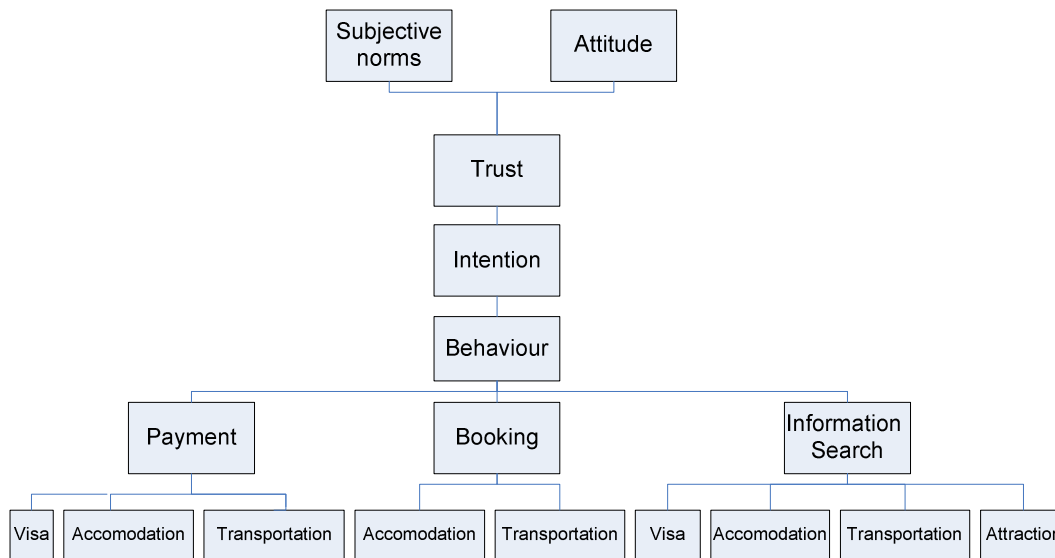 Subjective
norms
Attitude
Trust
Intention
Behaviour
Payment
Booking
Information
Search
Visa
Accomodation
Transportation
Accomodation
Transportation
Visa
Accomodation
Transportation
Attraction